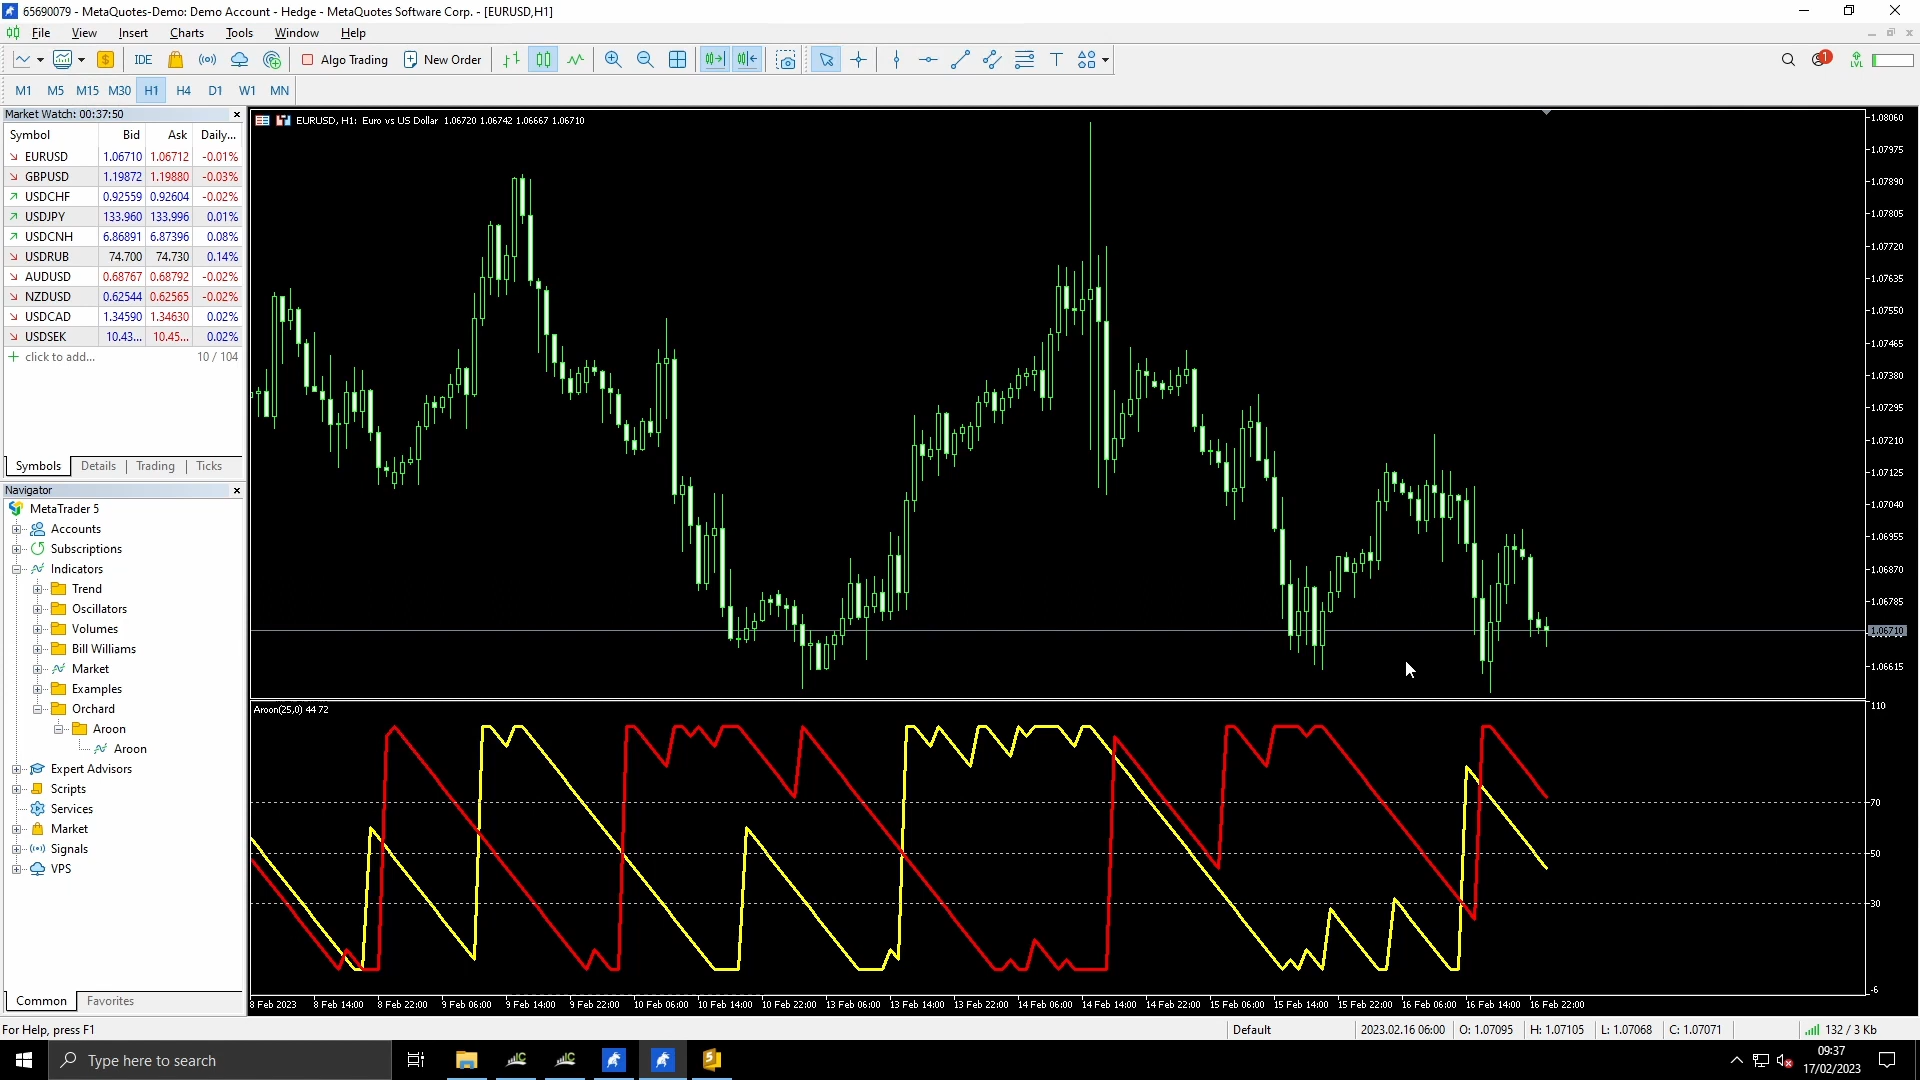 65690079 - MetaQuotes-Demo: Demo Account - Hedge - MetaQuotes Software Corp. - [EURUSD,H1]
File View Insert Charts Tools Window Help
IDE Algo Trading New Order 1 LVL
M1 M5 M15 M30 H1 H4 D1 W1 MN
Market Watch: 00:37:50
Symbol Bid Ask Daily...
EURUSD 1.06710 1.06712 -0.01%
GBPUSD 1.19872 1.19880 -0.03%
USDCHF 0.92559 0.92604 -0.02%
USDJPY 133.960 133.996 0.01%
USDCNH 6.86891 6.87396 0.08%
USDRUB 74.700 74.730 0.14%
AUDUSD 0.68767 0.68792 -0.02%
NZDUSD 0.62544 0.62565 -0.02%
USDCAD 1.34590 1.34630 0.02%
USDSEK 10.43... 10.45... 0.02%
click to add... 10 / 104
Symbols Details Trading Ticks
Navigator
MetaTrader 5
Accounts
Subscriptions
Indicators
Trend
Oscillators
Volumes
Bill Williams
Market
Examples
Orchard
Aroon
Aroon
Expert Advisors
Scripts
Services
Market
Signals
VPS
Common Favorites
EURUSD, H1: Euro vs US Dollar 1.06720 1.06742 1.06667 1.06710
1.08060
1.07975
1.07890
1.07805
1.07720
1.07635
1.07550
1.07465
1.07380
1.07295
1.07210
1.07125
1.07040
1.06955
1.06870
1.06785
1.06710
1.06615
Aroon(25,0) 44 72
110
70
50
30
-6
8 Feb 2023 8 Feb 14:00 8 Feb 22:00 9 Feb 06:00 9 Feb 14:00 9 Feb 22:00 10 Feb 06:00 10 Feb 14:00 10 Feb 22:00 13 Feb 06:00 13 Feb 14:00 13 Feb 22:00 14 Feb 06:00 14 Feb 14:00 14 Feb 22:00 15 Feb 06:00 15 Feb 14:00 15 Feb 22:00 16 Feb 06:00 16 Feb 14:00 16 Feb 22:00
For Help, press F1 Default 2023.02.16 06:00 O: 1.07095 H: 1.07105 L: 1.07068 C: 1.07071 132 / 3 Kb
Type here to search
09:37
17/02/2023